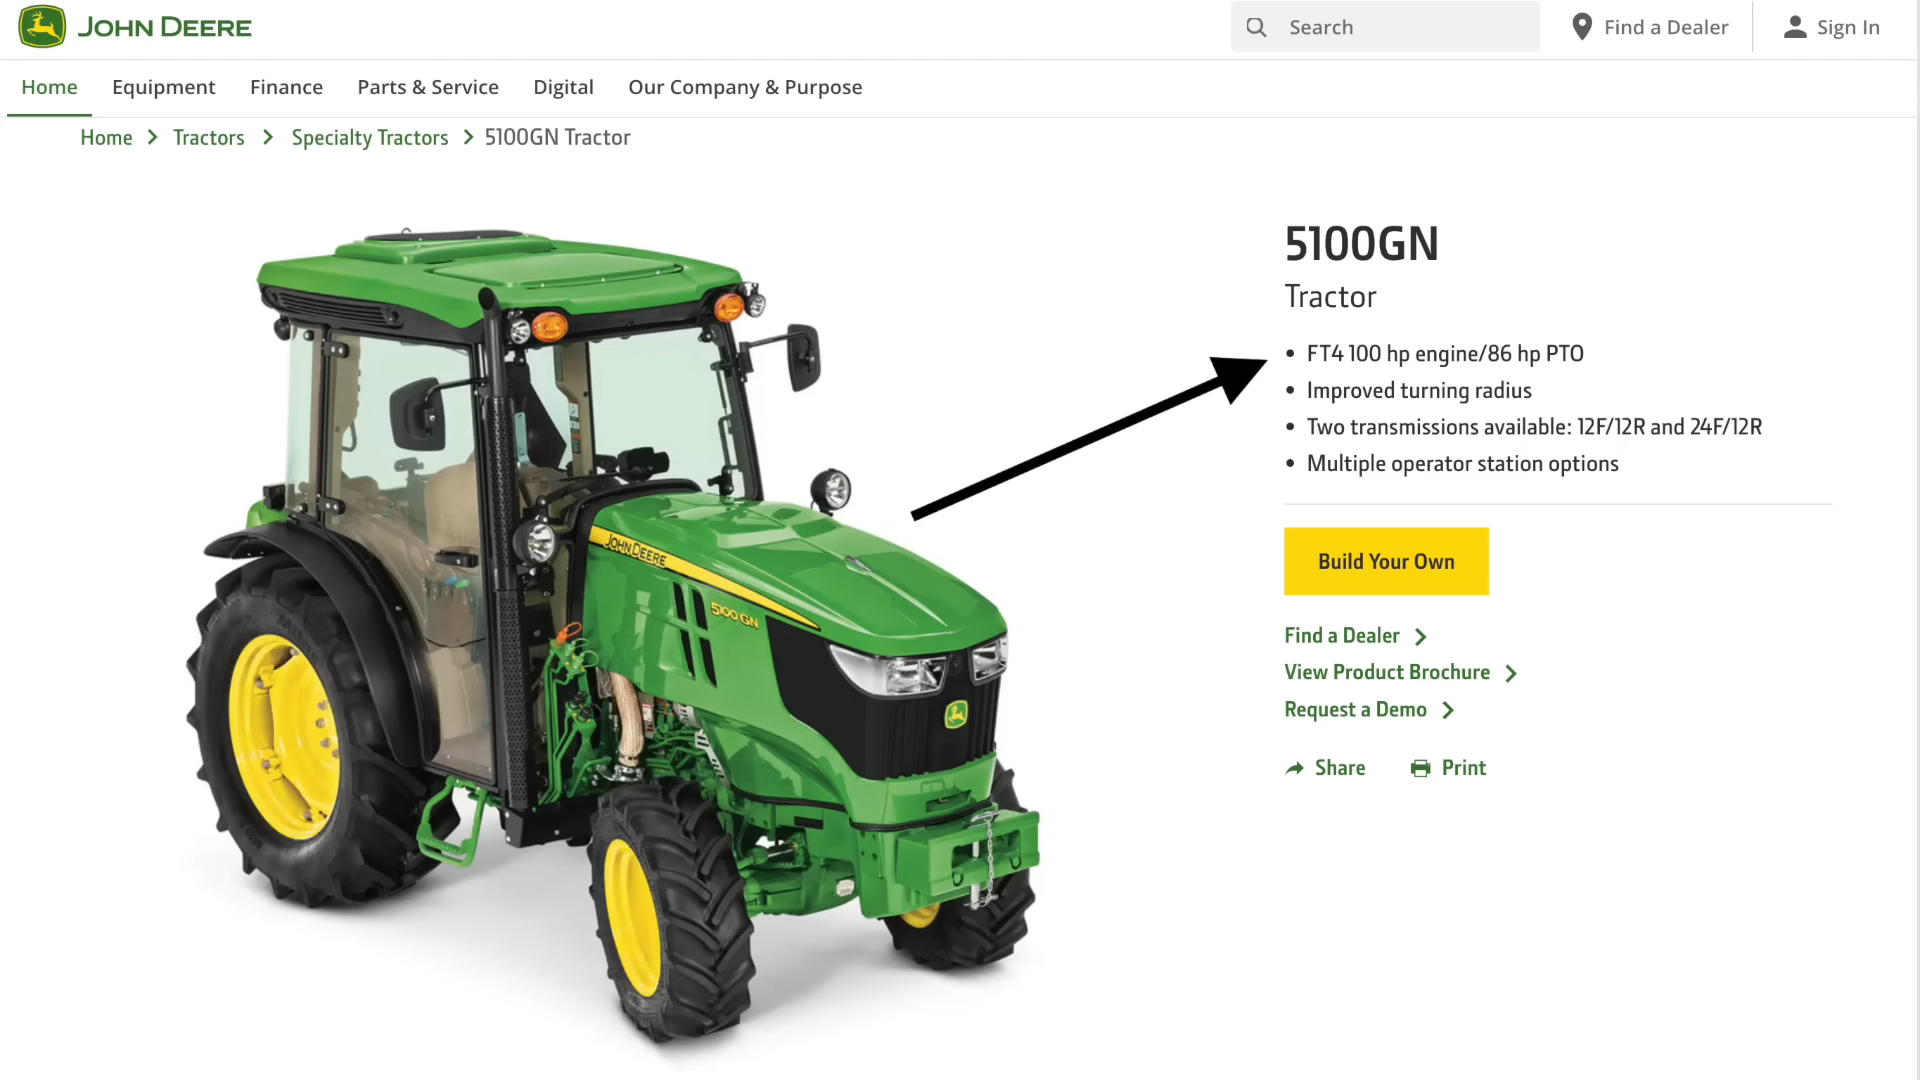 JOHN DEERE
Search
Find a Dealer
Sign In
Home Equipment Finance Parts & Service Digital Our Company & Purpose
Home > Tractors > Specialty Tractors > 5100GN Tractor
JOHN DEERE
5100 GN
5100GN
Tractor
• FT4 100 hp engine/86 hp PTO
• Improved turning radius
• Two transmissions available: 12F/12R and 24F/12R
• Multiple operator station options
Build Your Own
Find a Dealer >
View Product Brochure >
Request a Demo >
Share Print